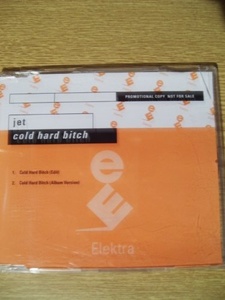 PROMOTIONAL COPY NOT FOR SALE
jet
cold hard bitch
1. Cold Hard Bitch (Edit)
2. Cold Hard Bitch (Album Version)
Elektra